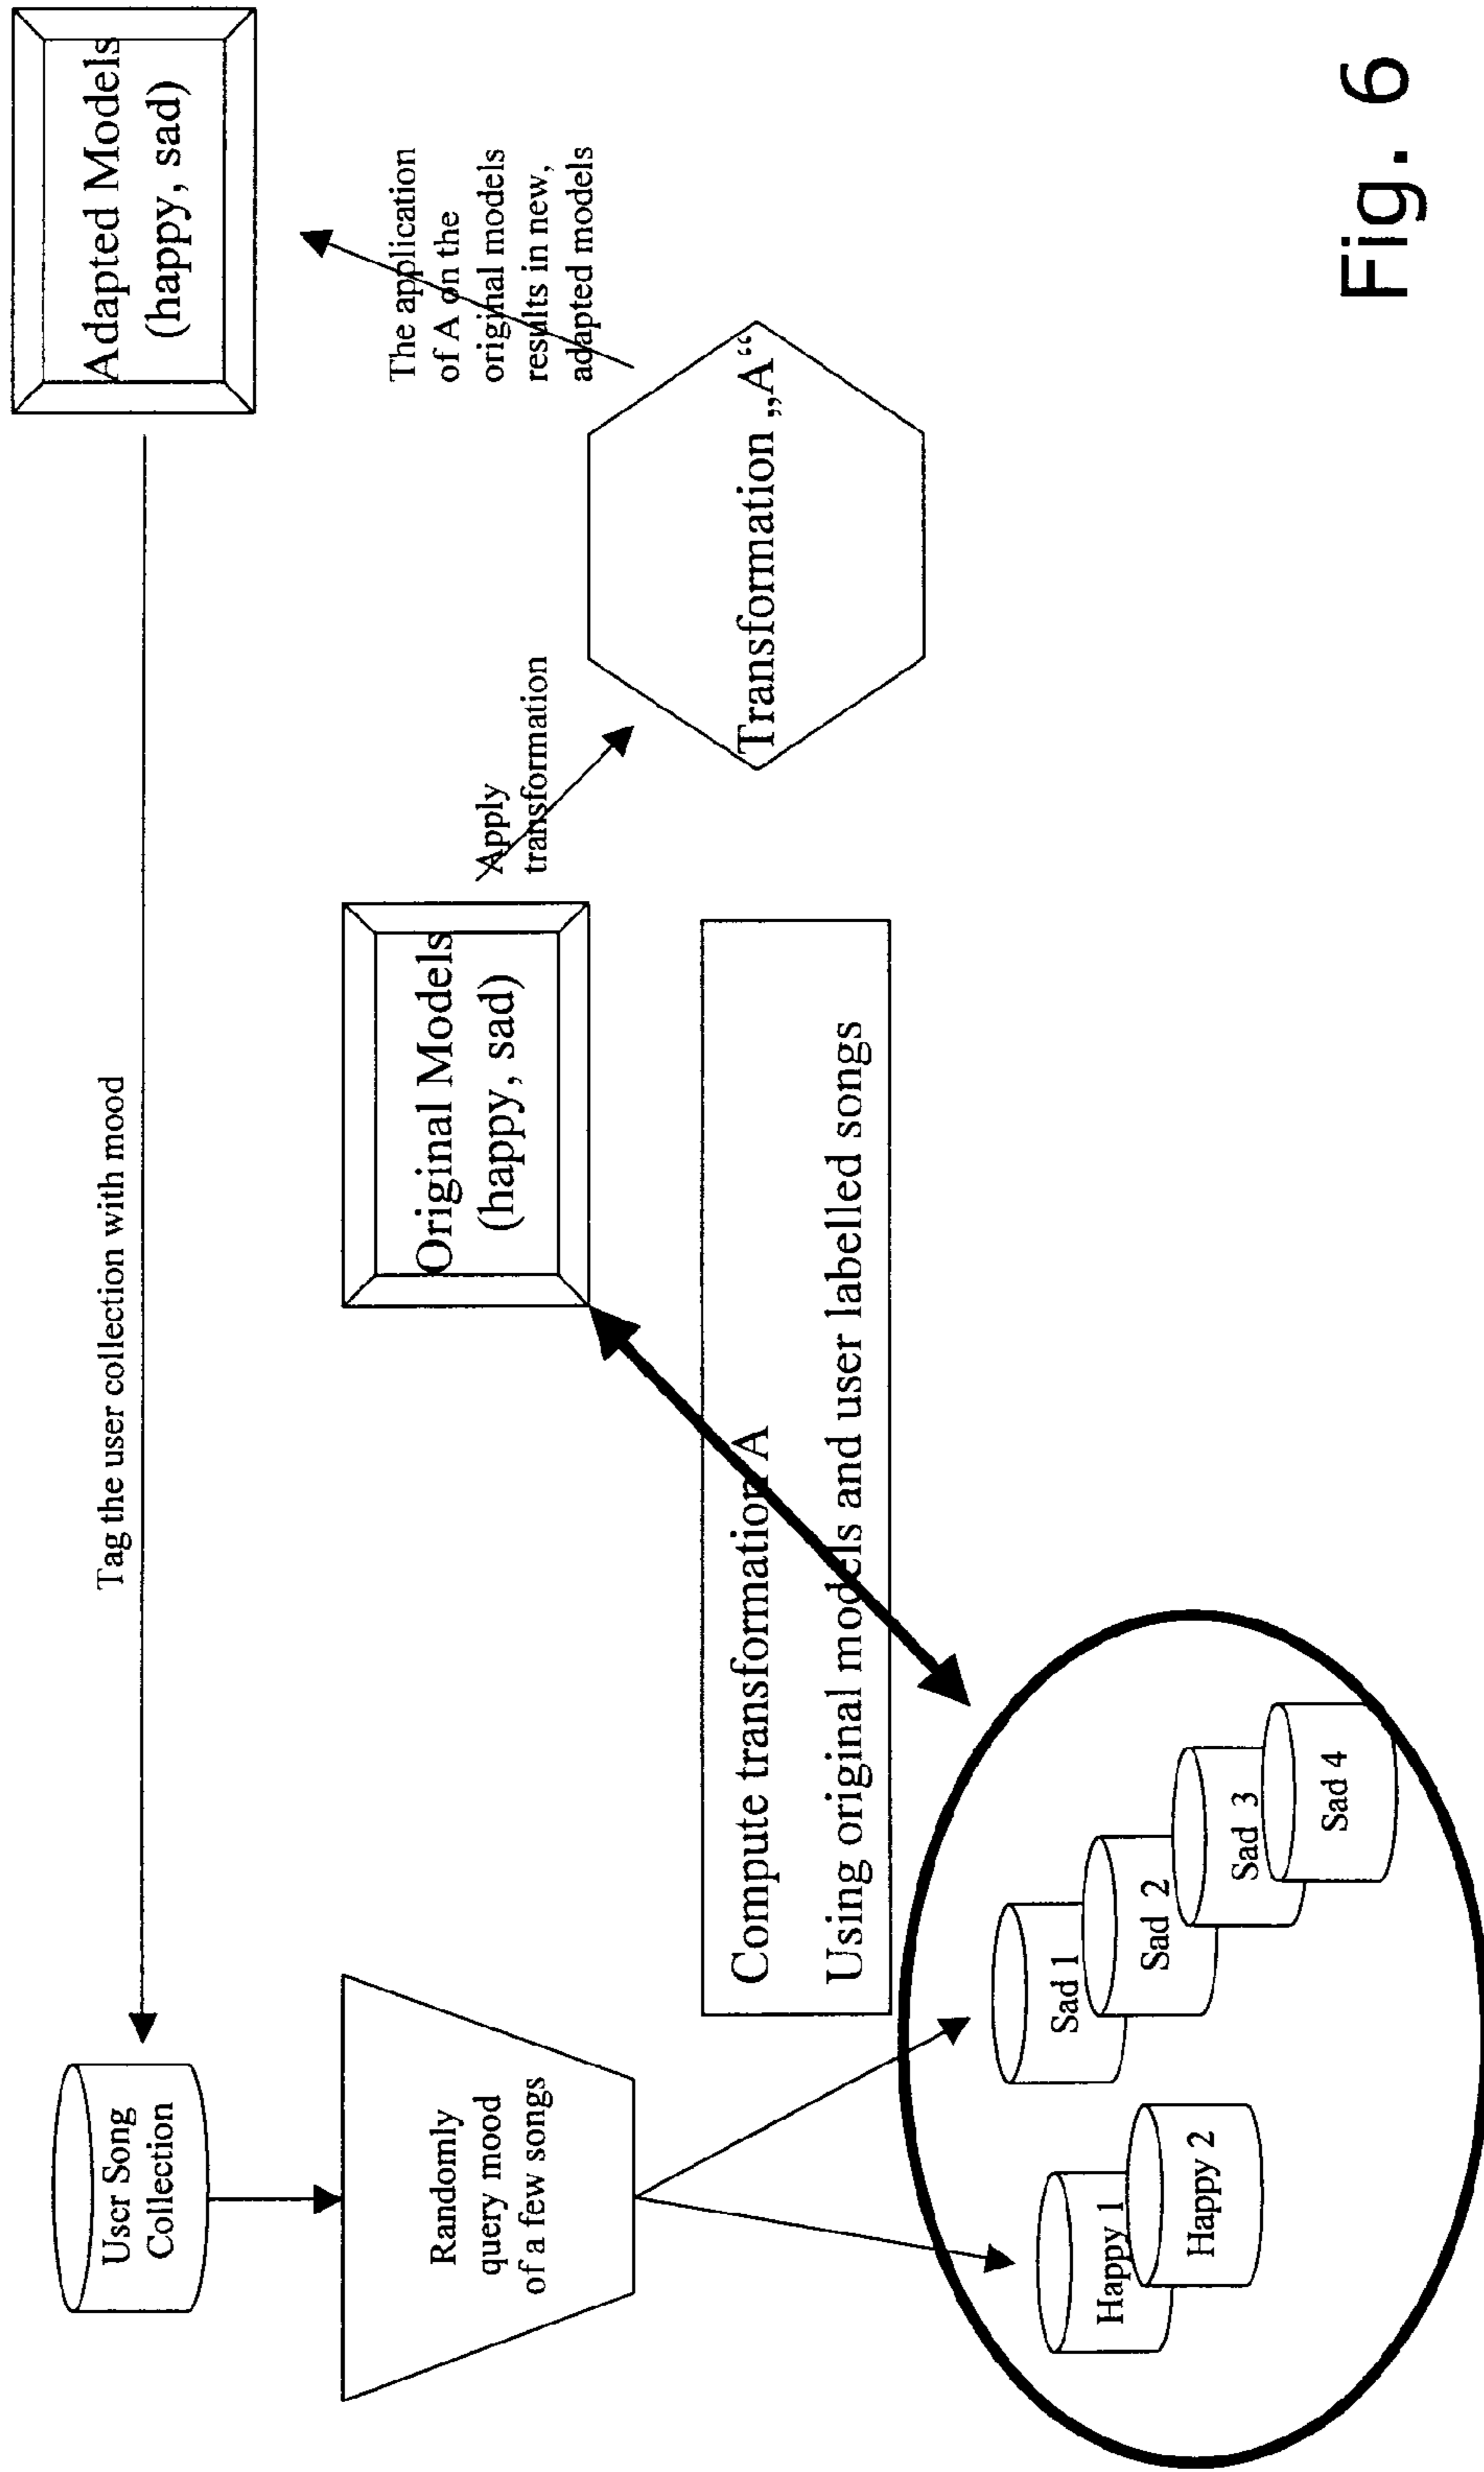 Tag the user collection with mood
User Song
Collection
Adapted Models
(happy, sad)
Randomly
query mood
of a few songs
Original Models
(happy, sad)
Apply
transformation
The application
of A on the
original models
results in new,
adapted models
Compute transformation A
Using original models and user labelled songs
Transformation „A“
Happy 1
Happy 2
Sad 1
Sad 2
Sad 3
Sad 4
Fig. 6